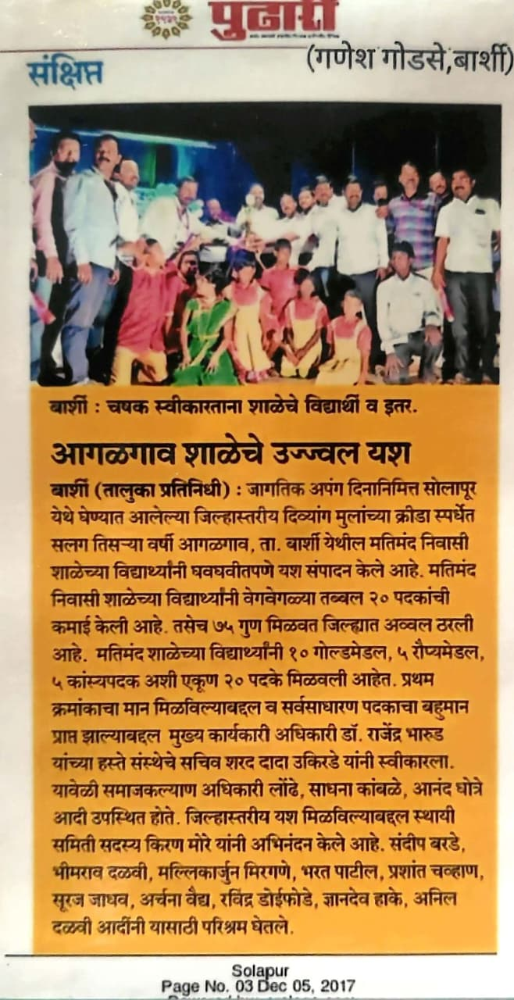 पुढारी
(गणेश गोडसे,बार्शी)
संक्षिप्त
बार्शी : चषक स्वीकारताना शाळेचे विद्यार्थी व इतर.
आगळगाव शाळेचे उज्ज्वल यश
बार्शी (तालुका प्रतिनिधी) : जागतिक अपंग दिनानिमित्त सोलापूर
येथे घेण्यात आलेल्या जिल्हास्तरीय दिव्यांग मुलांच्या क्रीडा स्पर्धेत
सलग तिसऱ्या वर्षी आगळगाव, ता. बार्शी येथील मतिमंद निवासी
शाळेच्या विद्यार्थ्यांनी घवघवीतपणे यश संपादन केले आहे. मतिमंद
निवासी शाळेच्या विद्यार्थ्यांनी वेगवेगळ्या तब्बल २० पदकांची
कमाई केली आहे. तसेच ७५ गुण मिळवत जिल्ह्यात अव्वल ठरली
आहे. मतिमंद शाळेच्या विद्यार्थ्यांनी १० गोल्डमेडल, ५ रौप्यमेडल,
५ कांस्यपदक अशी एकूण २० पदके मिळवली आहेत. प्रथम
क्रमांकाचा मान मिळविल्याबद्दल व सर्वसाधारण पदकाचा बहुमान
प्राप्त झाल्याबद्दल मुख्य कार्यकारी अधिकारी डॉ. राजेंद्र भारुड
यांच्या हस्ते संस्थेचे सचिव शरद दादा उकिरडे यांनी स्वीकारला.
यावेळी समाजकल्याण अधिकारी लोंढे, साधना कांबळे, आनंद धोत्रे
आदी उपस्थित होते. जिल्हास्तरीय यश मिळविल्याबद्दल स्थायी
समिती सदस्य किरण मोरे यांनी अभिनंदन केले आहे. संदीप बरडे,
भीमराव दळवी, मल्लिकार्जुन मिरगणे, भरत पाटील, प्रशांत चव्हाण,
सूरज जाधव, अर्चना वैद्य, रविंद्र डोईफोडे, ज्ञानदेव हाके, अनिल
दळवी आदींनी यासाठी परिश्रम घेतले.
Solapur
Page No. 03 Dec 05, 2017